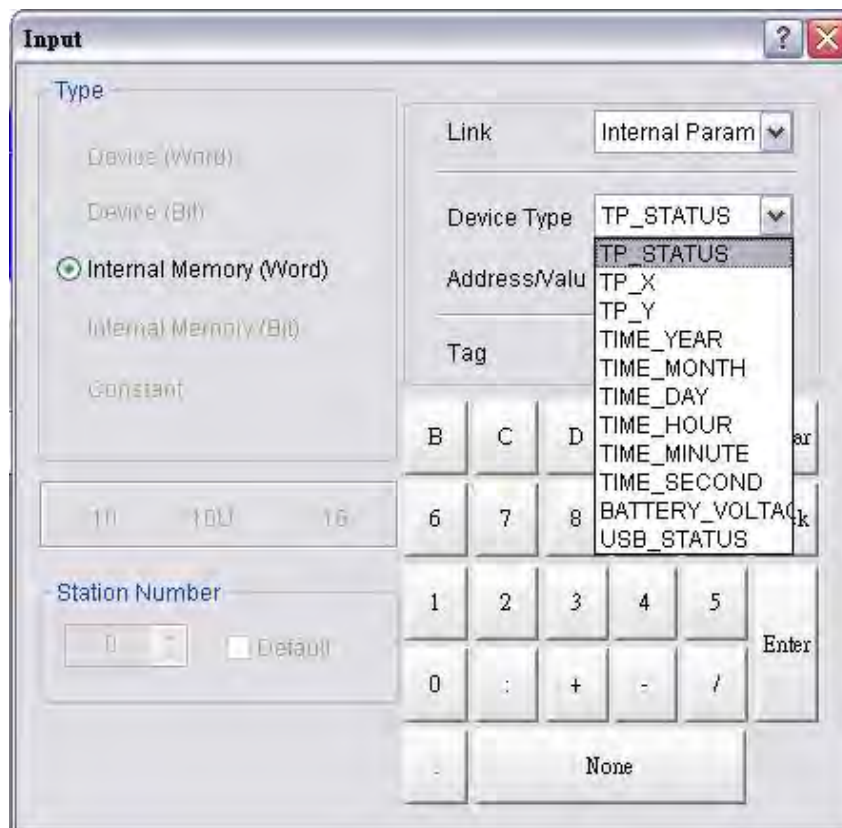 Input
Type
Device (Word)
Device (Bit)
Internal Memory (Word)
Internal Memory (Bit)
Constant
10 10U 16
Station Number
0 Default
Link Internal Param
Device Type TP_STATUS
Address/Valu
Tag
TP_STATUS
TP_X
TP_Y
TIME_YEAR
TIME_MONTH
TIME_DAY
TIME_HOUR
TIME_MINUTE
TIME_SECOND
BATTERY_VOLTAG
USB_STATUS
B C D ar
6 7 8 k
1 2 3 4 5
Enter
0 : + - /
.
None